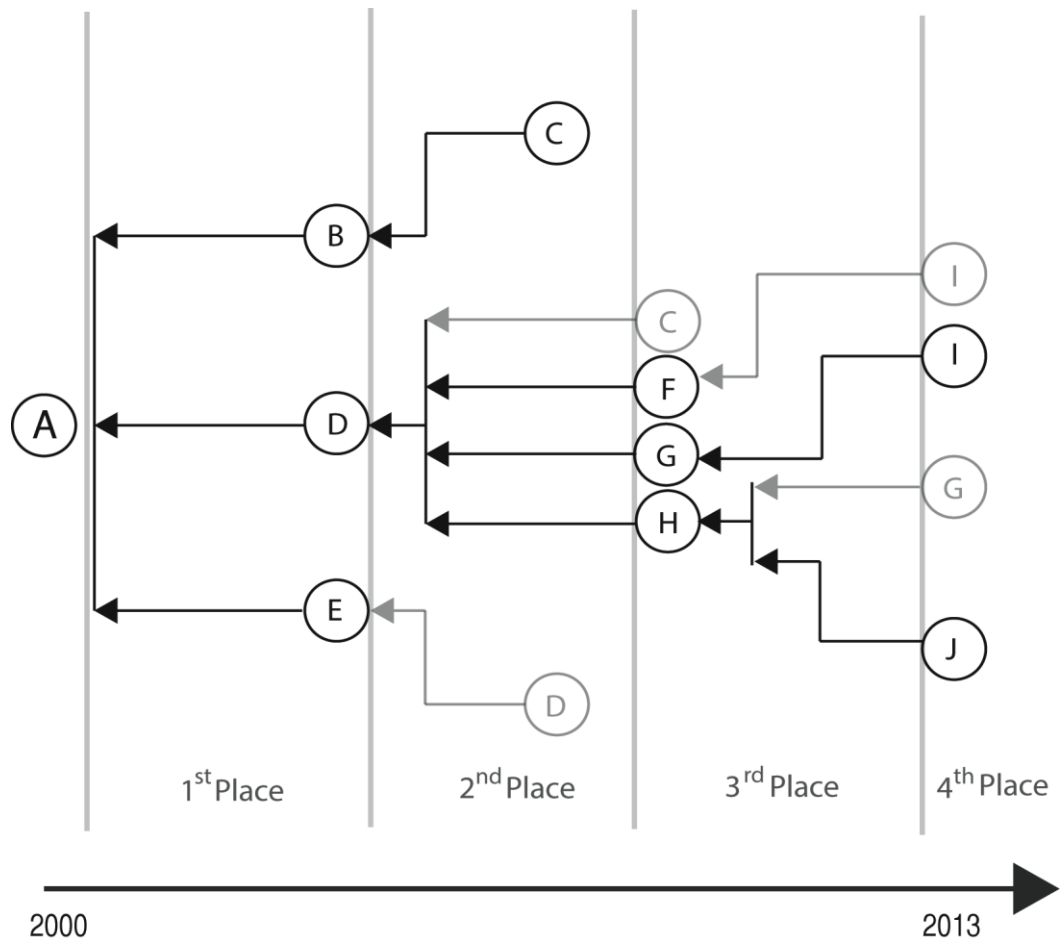 C
B
I
C
I
F
A
D
G
G
H
E
J
D
1st Place
2nd Place
3rd Place
4th Place
2000
2013